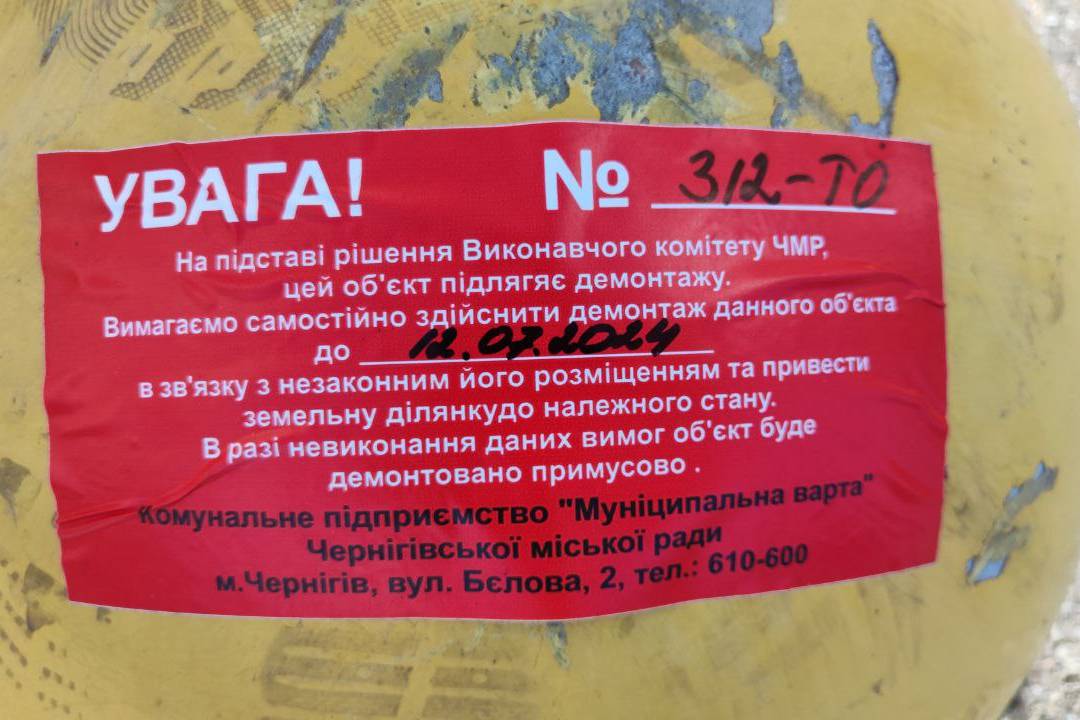 УВАГА! № 312-ТО
На підставі рішення Виконавчого комітету ЧМР,
цей об'єкт підлягяє демонтажу.
Вимагаємо самостійно здійснити демонтаж данного об'єкта
до 12.07.2024
в зв'язку з незаконним його розміщенням та привести
земельну ділянкудо належного стану.
В разі невиконання даних вимог об'єкт буде
демонтовано примусово .
Комунальне підприємство "Муніципальна варта"
Чернігівської міської ради
м.Чернігів, вул. Бєлова, 2, тел.: 610-600